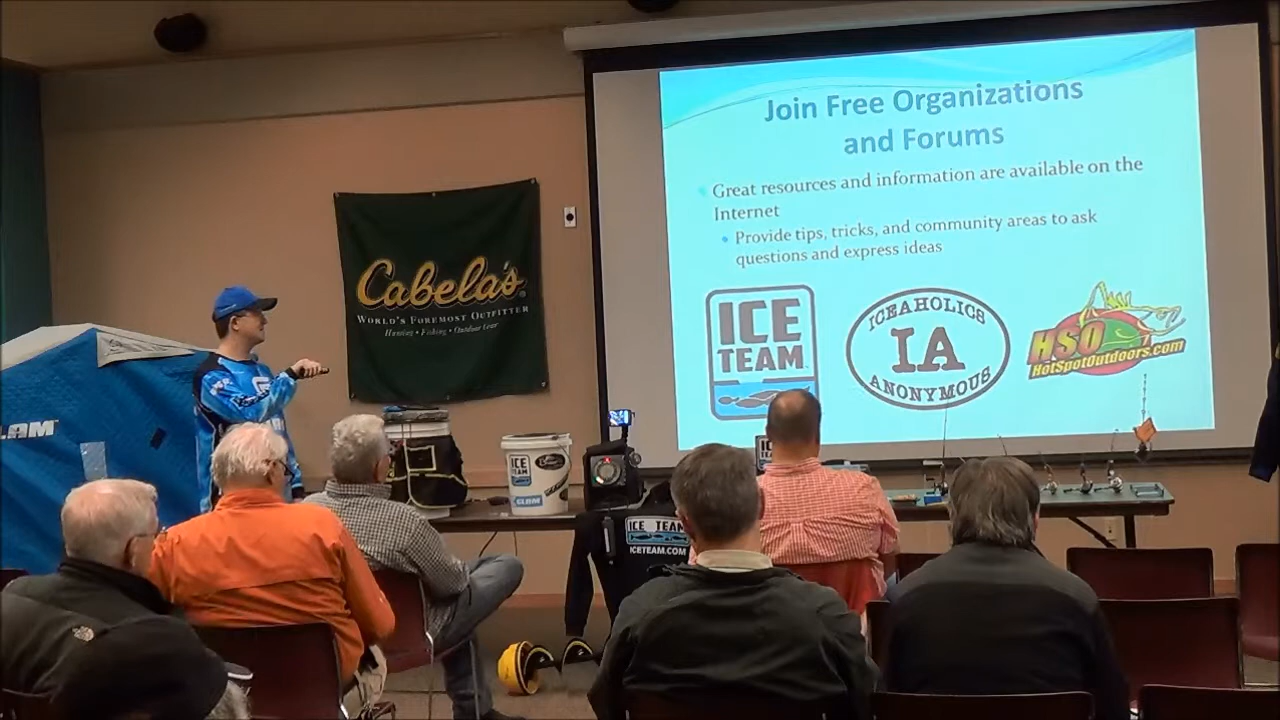 Join Free Organizations
and Forums
Great resources and information are available on the
Internet
Provide tips, tricks, and community areas to ask
questions and express ideas
ICE
TEAM
ICEAHOLICS
IA
ANONYMOUS
HSO
HotSpotOutdoors.com
Cabela's
WORLD'S FOREMOST OUTFITTER
Hunting • Fishing • Outdoor Gear
LAM
ICE
TEAM
CLAM
ICE
ICE TEAM
ICETEAM.COM